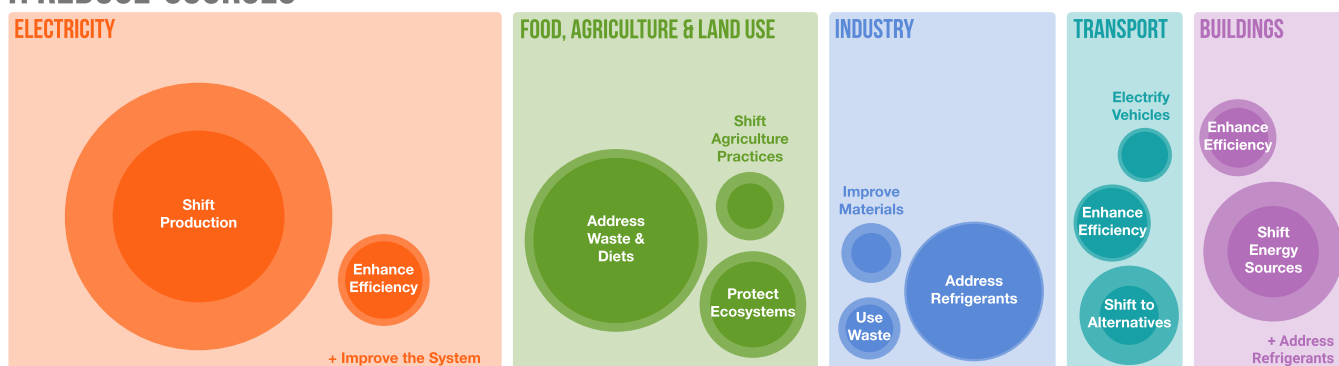 ELECTRICITY
Shift
Production
Enhance
Efficiency
+ Improve the System
FOOD, AGRICULTURE & LAND USE
Address
Waste &
Diets
Shift
Agriculture
Practices
Protect
Ecosystems
INDUSTRY
Improve
Materials
Use
Waste
Address
Refrigerants
TRANSPORT
Electrify
Vehicles
Enhance
Efficiency
Shift to
Alternatives
BUILDINGS
Enhance
Efficiency
Shift
Energy
Sources
+ Address
Refrigerants